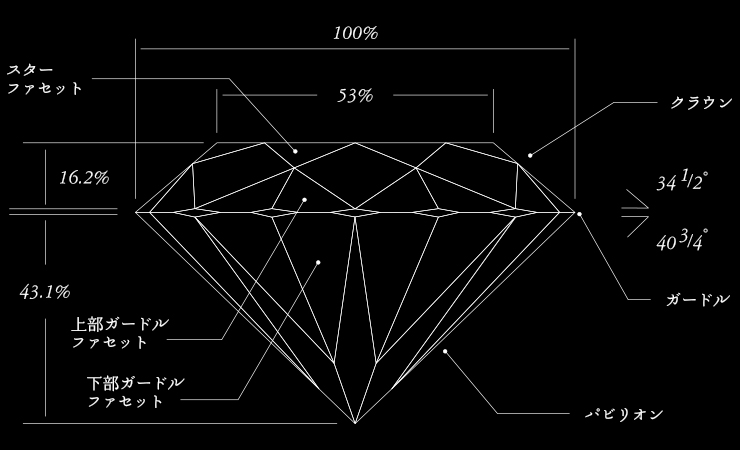 100%
スター
ファセット
53%
クラウン
16.2%
34 1/2°
40 3/4°
43.1%
ガードル
上部ガードル
ファセット
下部ガードル
ファセット
パビリオン